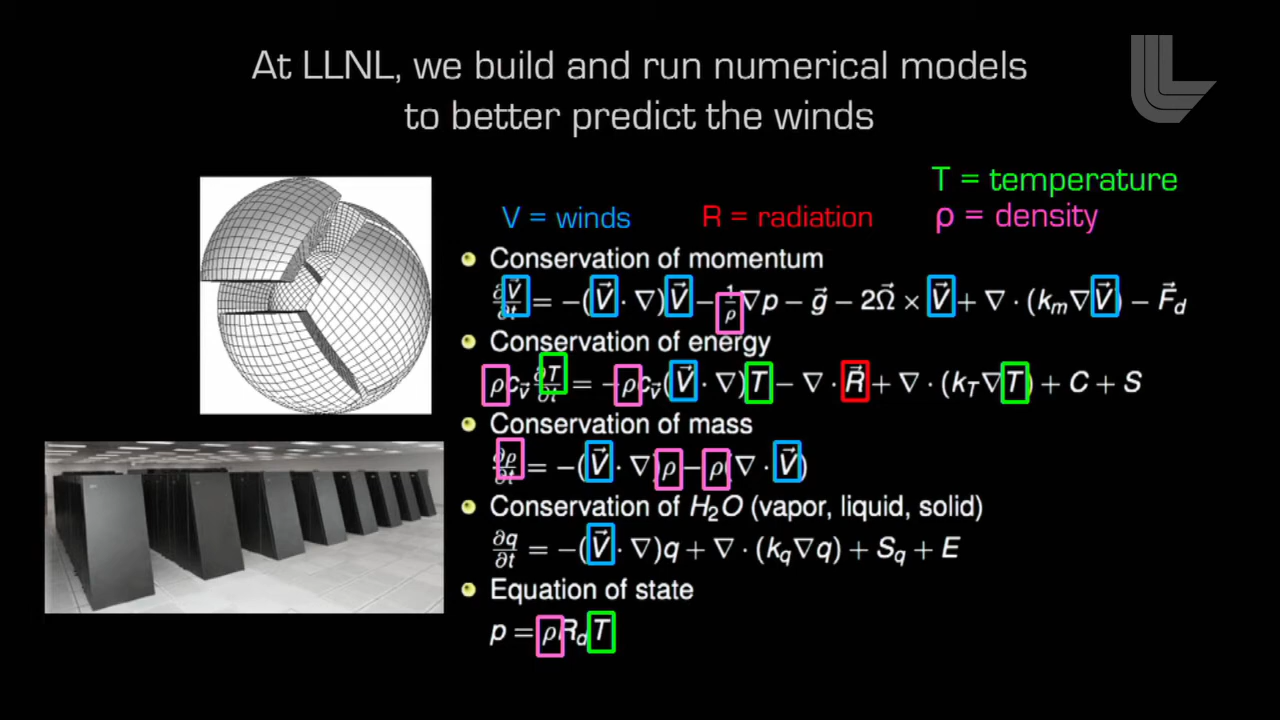 At LLNL, we build and run numerical models
to better predict the winds
T = temperature
V = winds R = radiation ρ = density
Conservation of momentum
∂V⃗/∂t = −(V⃗ · ∇)V⃗ − 1/ρ ∇p − g⃗ − 2Ω⃗ × V⃗ + ∇ · (kₘ∇V⃗) − F⃗_d
Conservation of energy
ρc_v⃗ ∂T/∂t = −ρc_v⃗(V⃗ · ∇)T − ∇ · R⃗ + ∇ · (k_T∇T) + C + S
Conservation of mass
∂ρ/∂t = −(V⃗ · ∇)ρ − ρ(∇ · V⃗)
Conservation of H₂O (vapor, liquid, solid)
∂q/∂t = −(V⃗ · ∇)q + ∇ · (k_q∇q) + S_q + E
Equation of state
p = ρR_dT